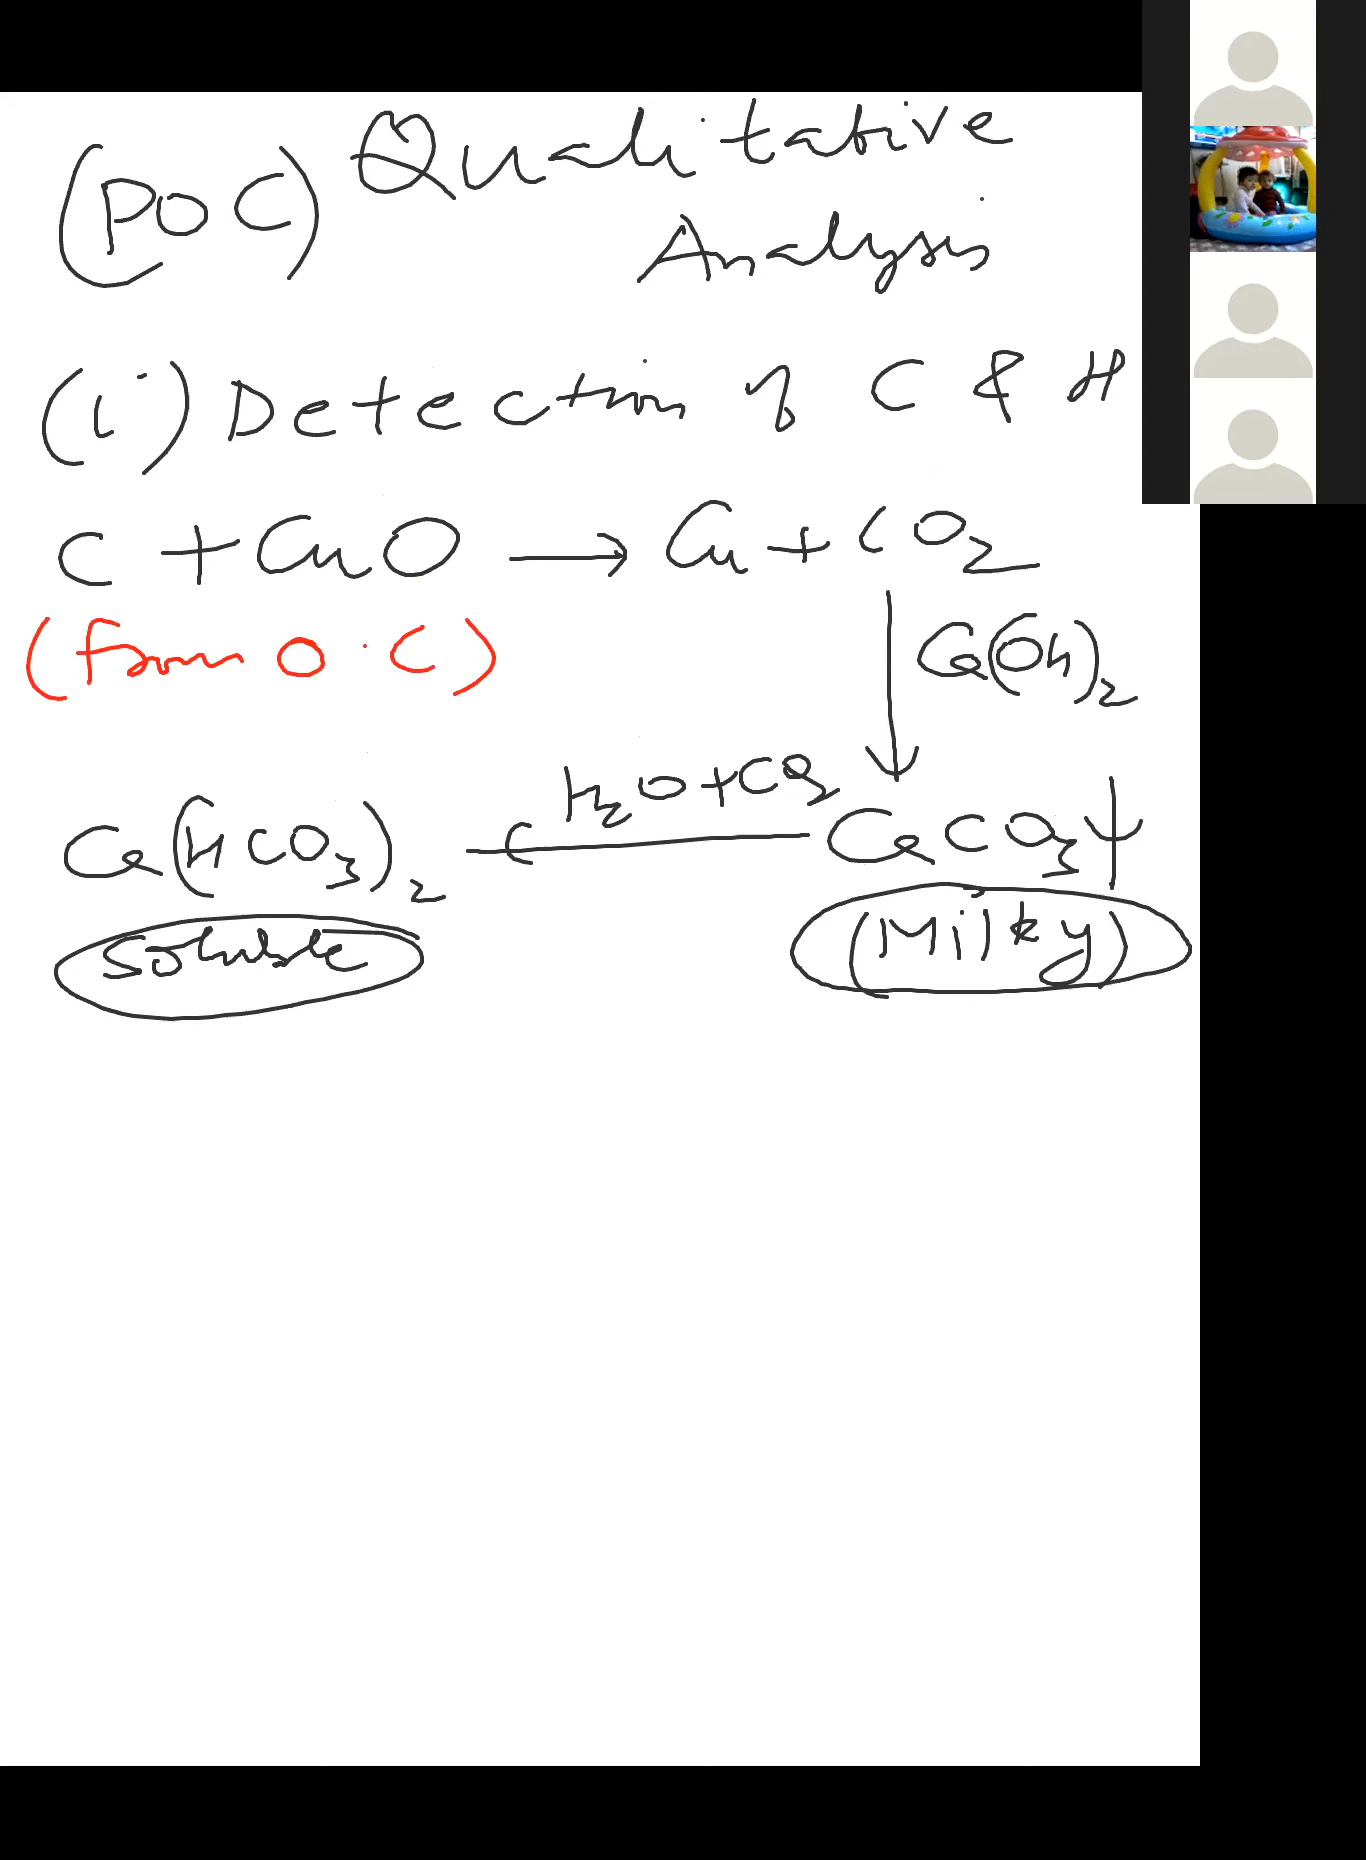 (POC) Qualitative
Analysis
(i) Detection of C & H
C + CuO → Cu + CO2
(from O.C)
Ca(OH)2
H2O + CO2
Ca(HCO3)2 ← CaCO3↓
soluble (Milky)